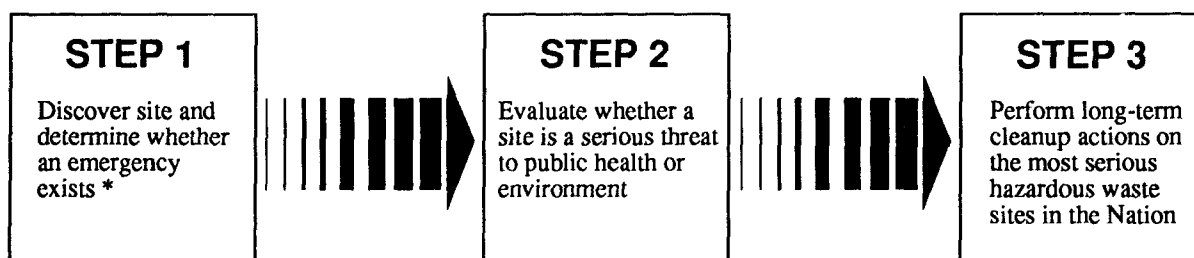 STEP 1
Discover site and
determine whether
an emergency
exists *
STEP 2
Evaluate whether a
site is a serious threat
to public health or
environment
STEP 3
Perform long-term
cleanup actions on
the most serious
hazardous waste
sites in the Nation